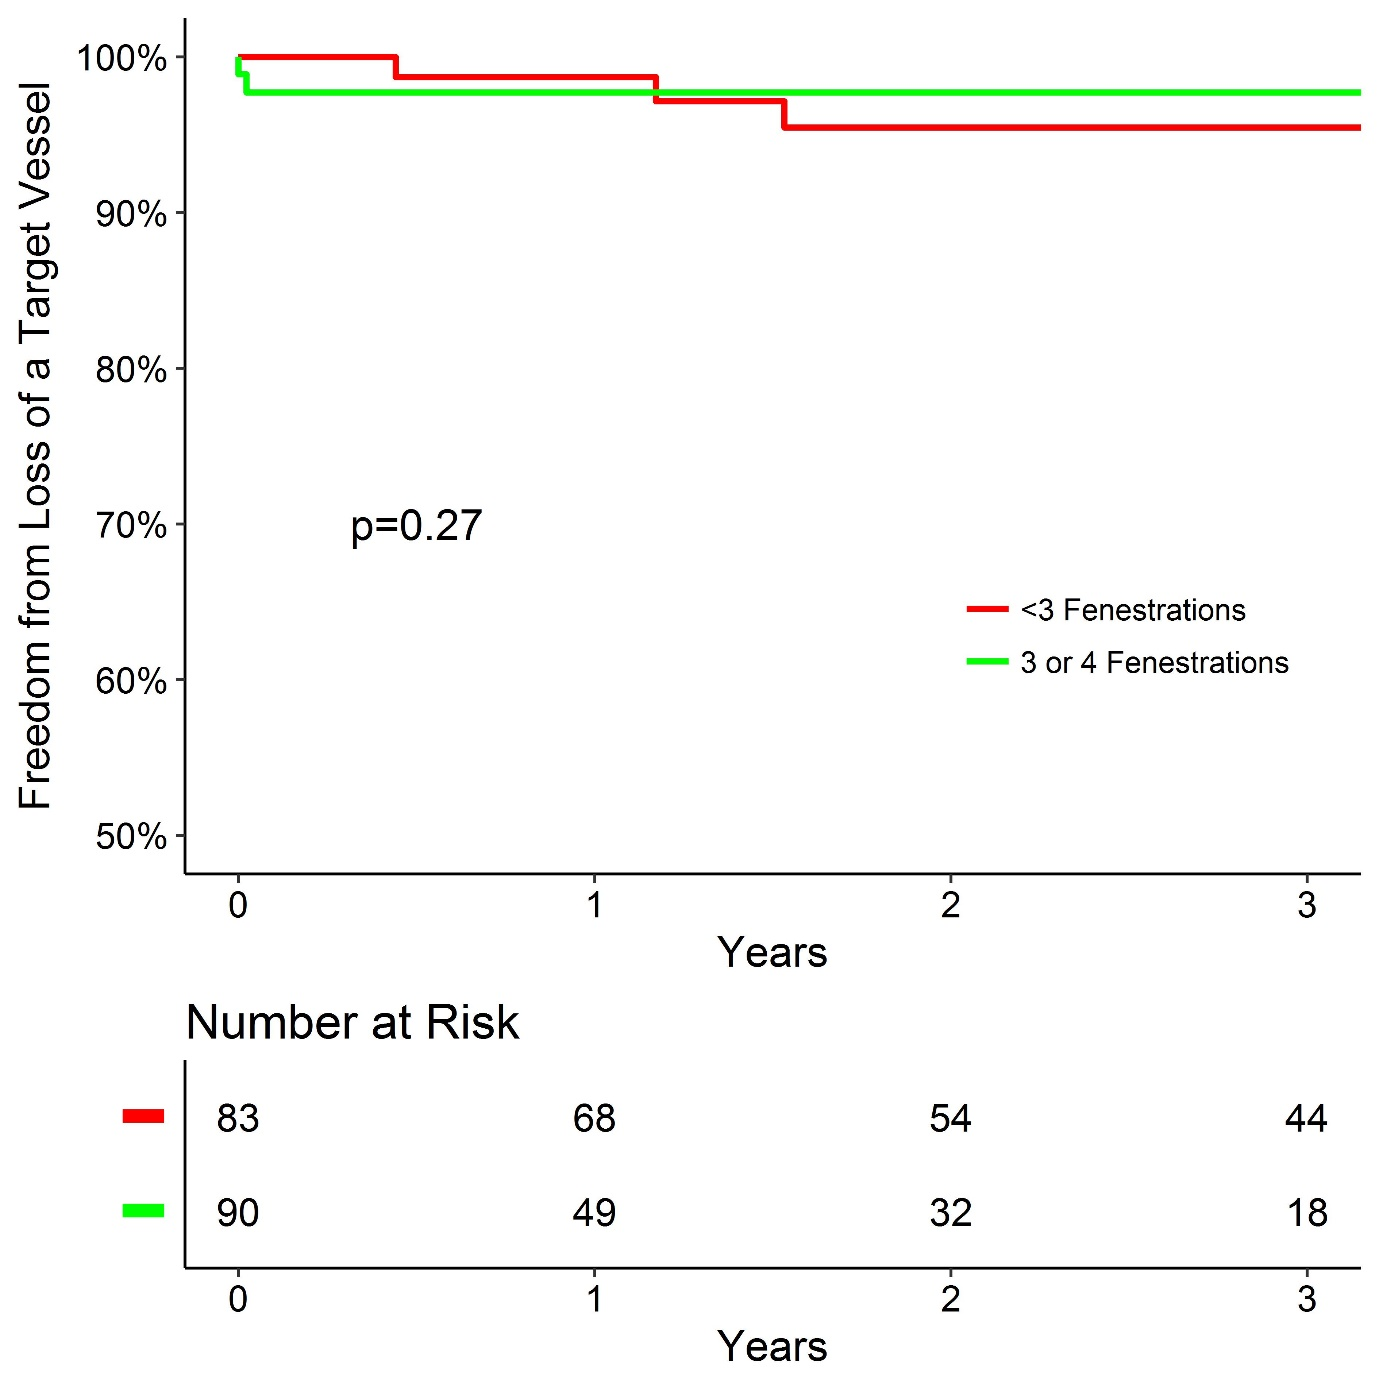 Freedom from Loss of a Target Vessel
100%
90%
80%
70%
60%
50%
p=0.27
<3 Fenestrations
3 or 4 Fenestrations
0 1 2 3
Years
Number at Risk
83 68 54 44
90 49 32 18
0 1 2 3
Years